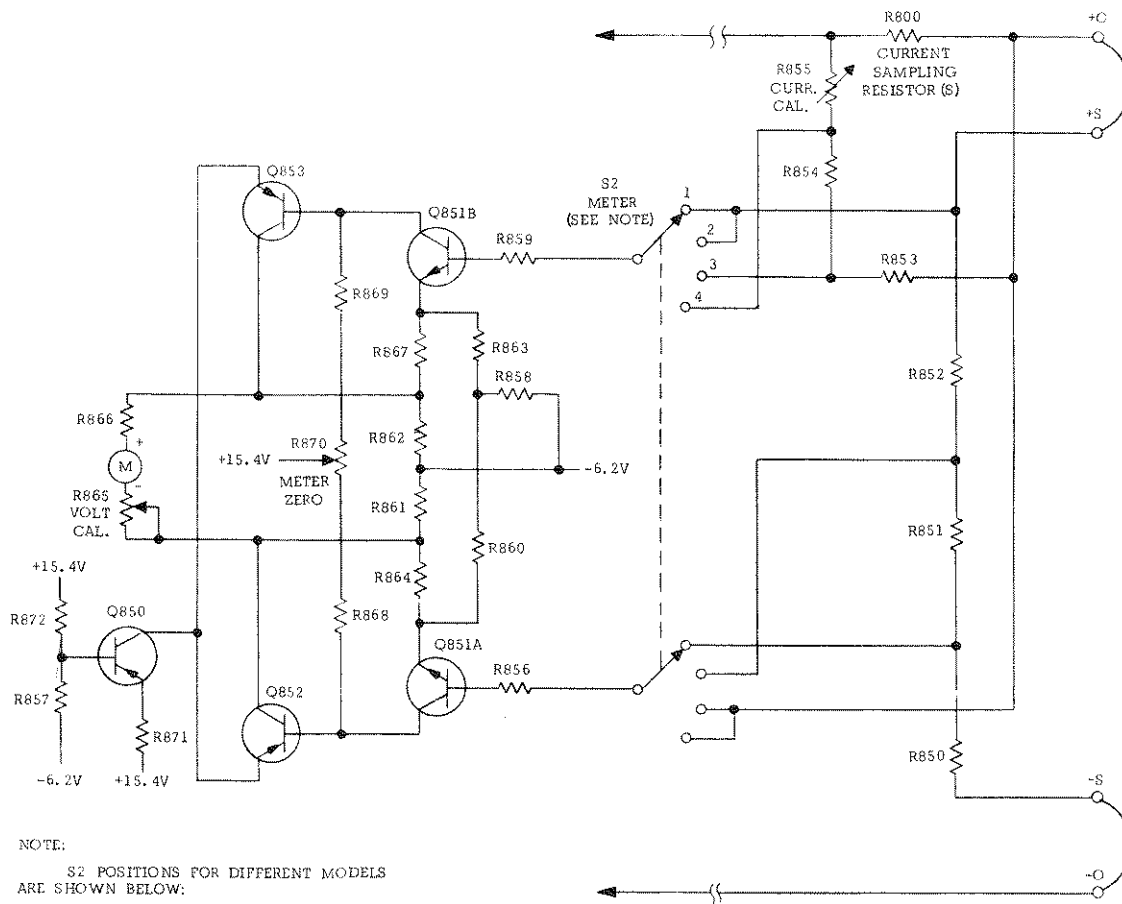 R800
+O
CURRENT
SAMPLING
RESISTOR (S)
R855
CURR.
CAL.
+S
R854
Q853
S2
METER
(SEE NOTE)
1
Q851B
R859
2
3
R853
4
R869
R863
R867
R858
R852
R866
+
R862
R870
+15.4V
METER
ZERO
-6.2V
M
-
R865
VOLT
CAL.
R861
R851
R860
R864
+15.4V
R872
Q850
R868
Q851A
R856
R857
Q852
R871
R850
-6.2V
+15.4V
-S
NOTE:
S2 POSITIONS FOR DIFFERENT MODELS
ARE SHOWN BELOW:
-O